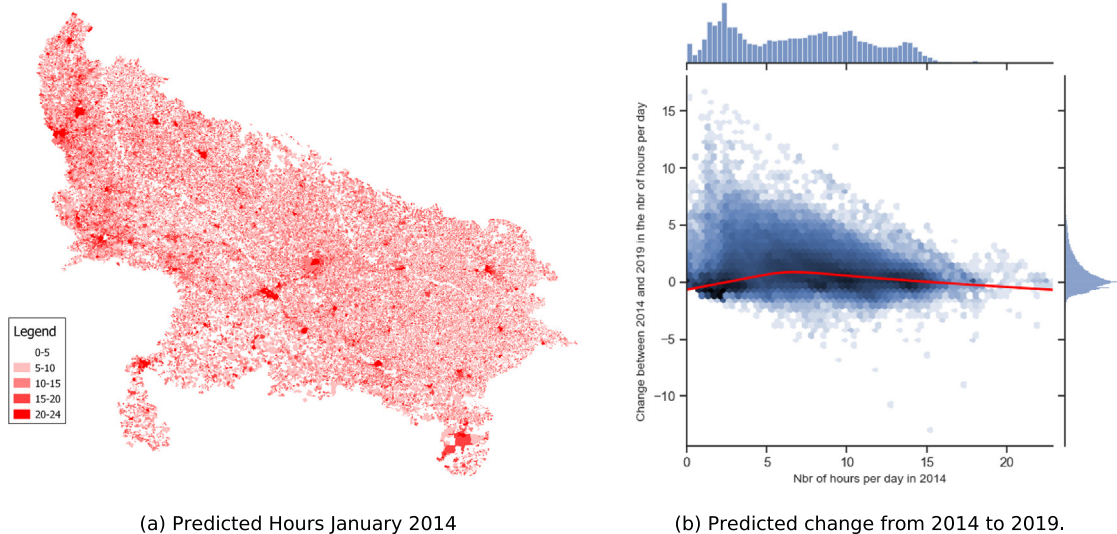 Legend
0-5
5-10
10-15
15-20
20-24
(a) Predicted Hours January 2014
Change between 2014 and 2019 in the nbr of hours per day
15
10
5
0
−5
−10
0 5 10 15 20
Nbr of hours per day in 2014
(b) Predicted change from 2014 to 2019.